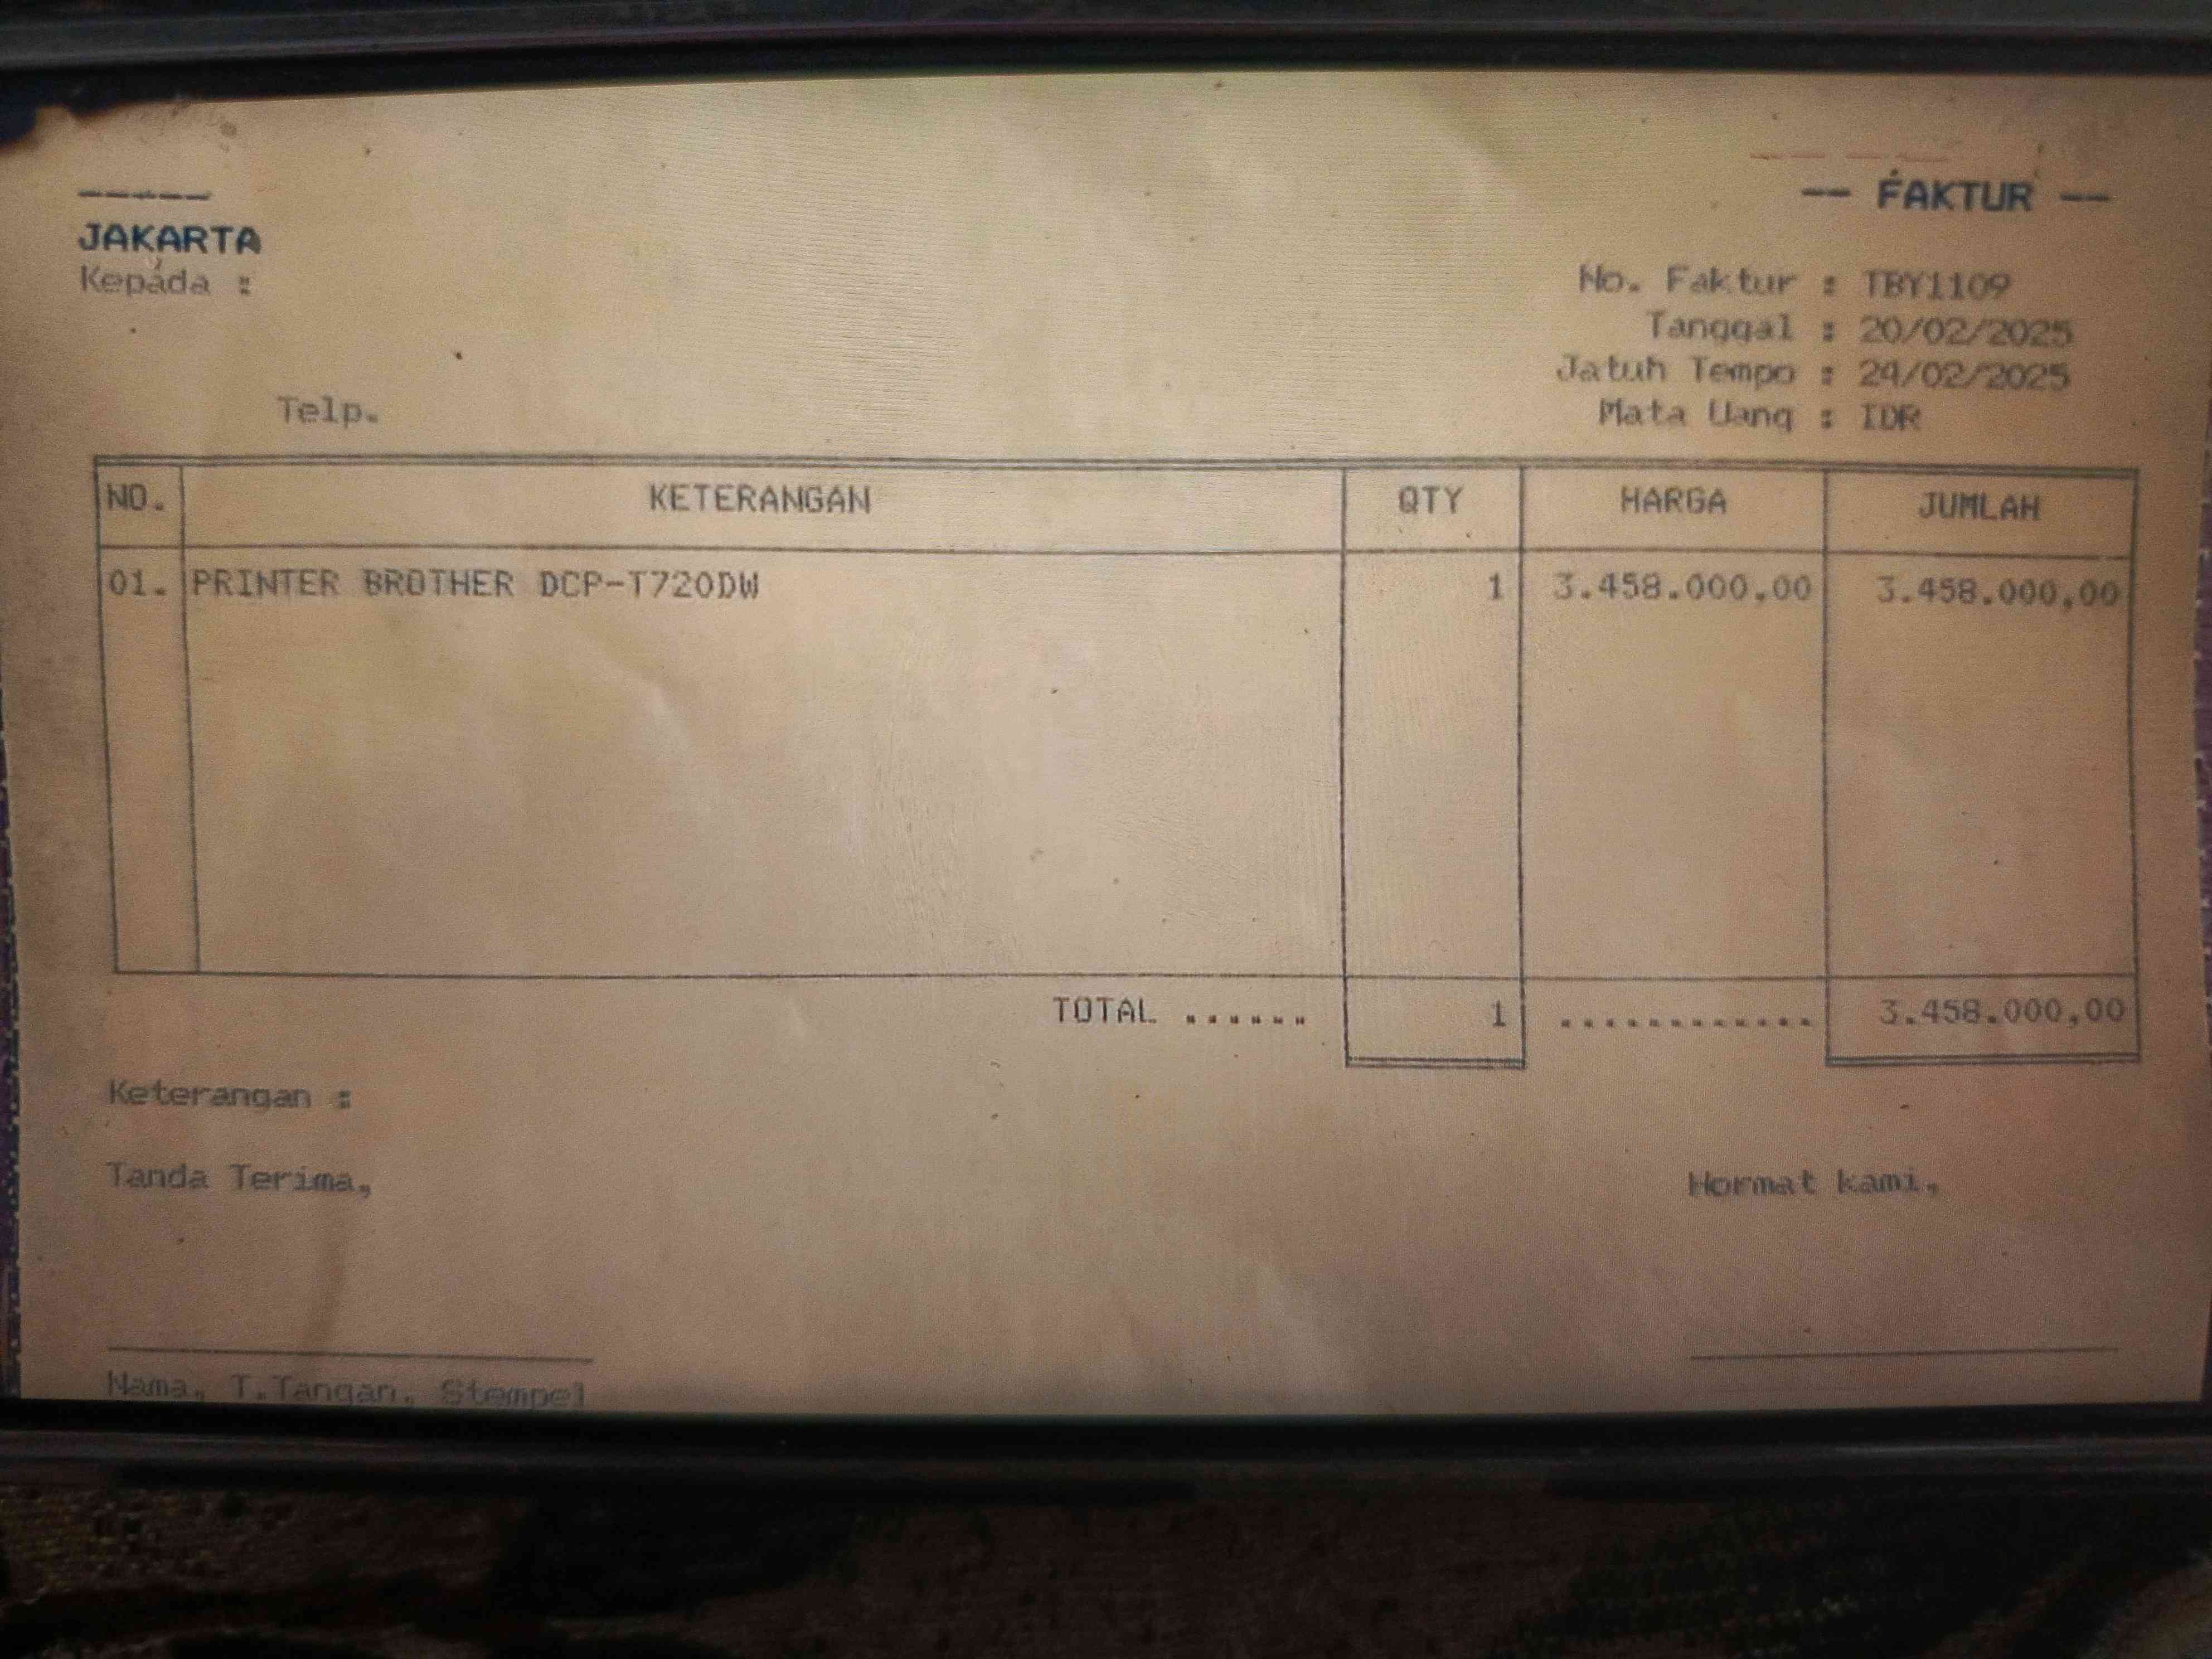 -----
JAKARTA
-- FAKTUR --
Kepada :
No. Faktur : TBY1109
Tanggal : 20/02/2025
Jatuh Tempo : 24/02/2025
Telp.
Mata Uang : IDR
NO. KETERANGAN QTY HARGA JUMLAH
01. PRINTER BROTHER DCP-T720DW 1 3.458.000,00 3.458.000,00
TOTAL ...... 1 ............ 3.458.000,00
Keterangan :
Tanda Terima, Hormat kami,
Nama, T.Tangan, Stempel